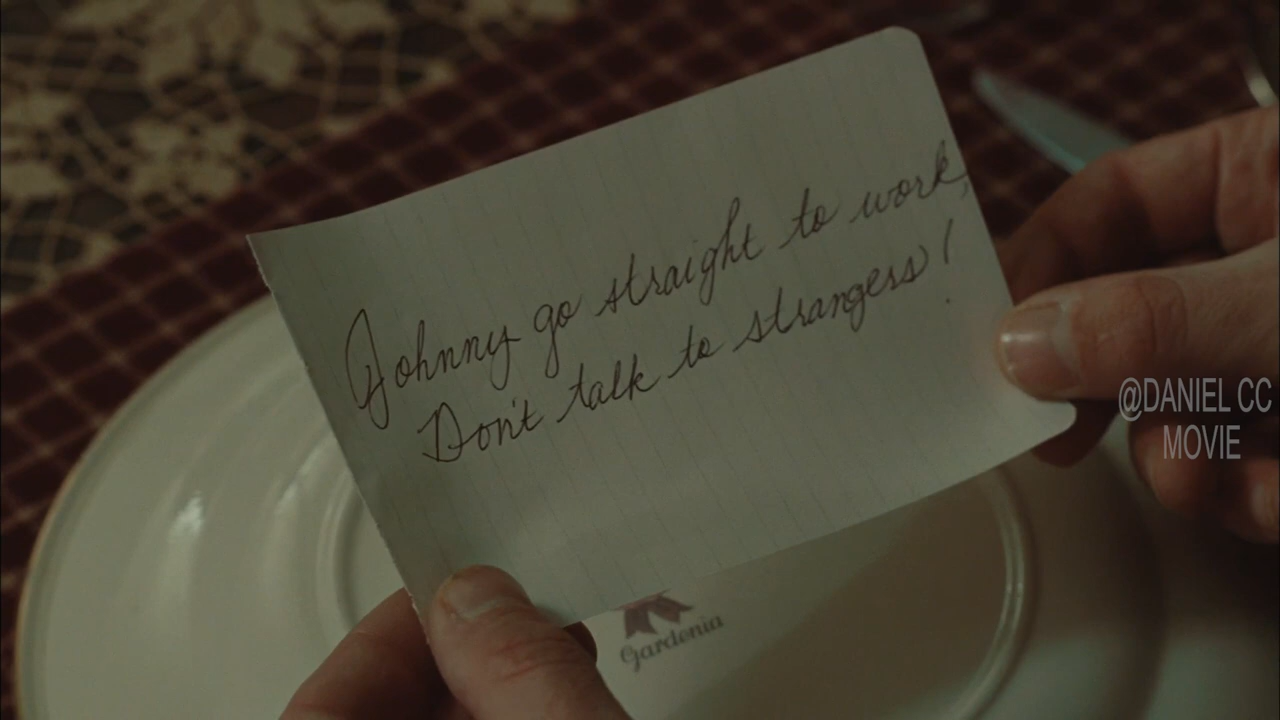 Johnny go straight to work,
Don't talk to strangers!
Gardenia
@DANIEL CC
MOVIE